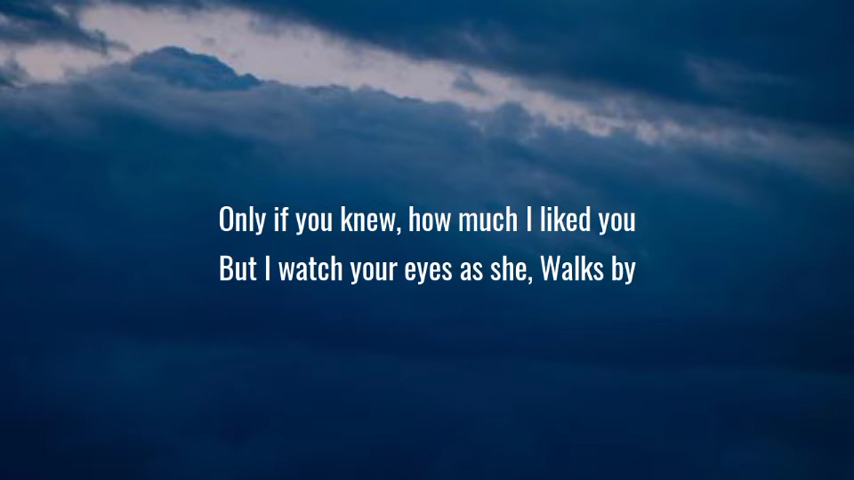 Only if you knew, how much I liked you
But I watch your eyes as she, Walks by